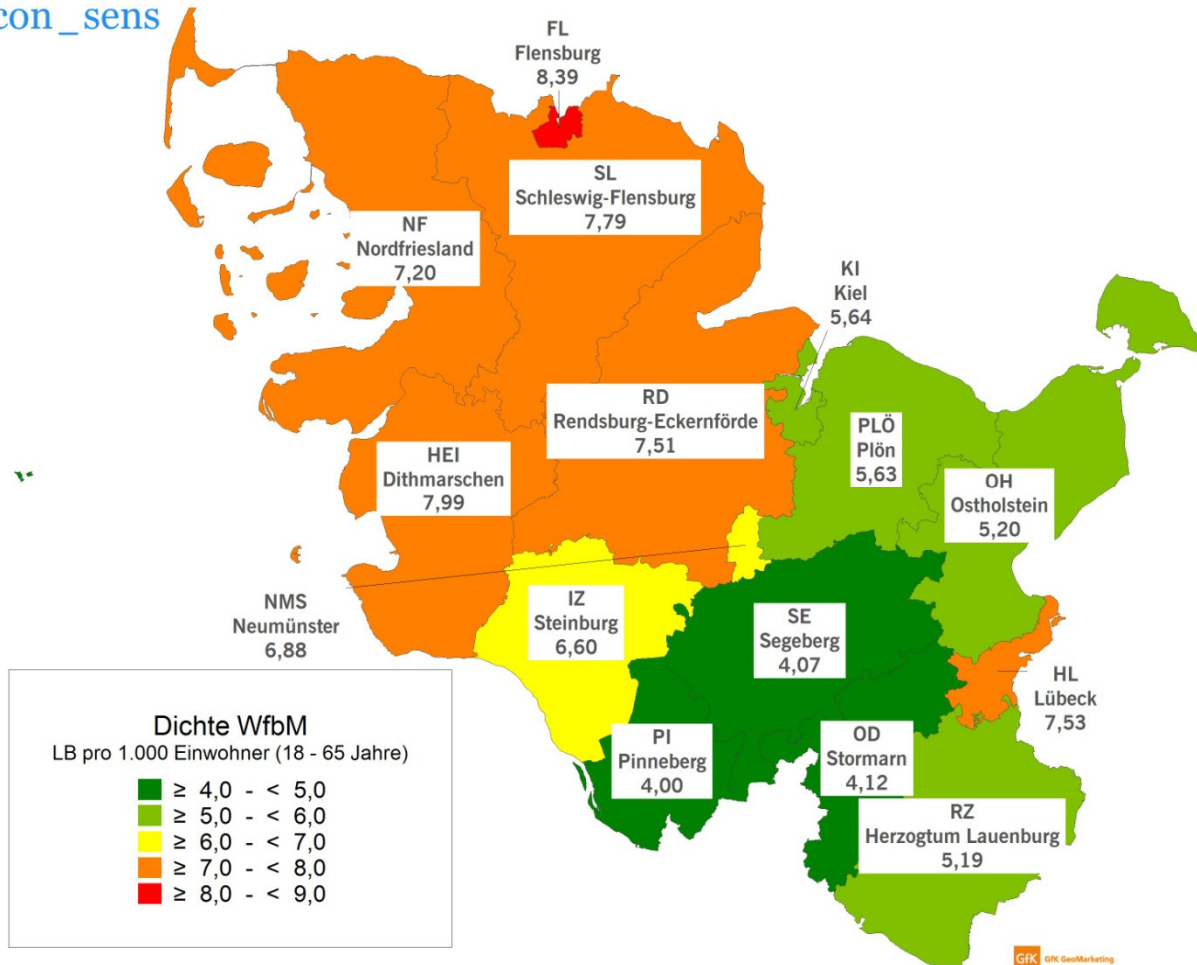 con_sens
FL
Flensburg
8,39
SL
Schleswig-Flensburg
7,79
NF
Nordfriesland
7,20
KI
Kiel
5,64
RD
Rendsburg-Eckernförde
7,51
PLÖ
Plön
5,63
HEI
Dithmarschen
7,99
OH
Ostholstein
5,20
NMS
Neumünster
6,88
IZ
Steinburg
6,60
SE
Segeberg
4,07
HL
Lübeck
7,53
PI
Pinneberg
4,00
OD
Stormarn
4,12
RZ
Herzogtum Lauenburg
5,19
Dichte WfbM
LB pro 1.000 Einwohner (18 - 65 Jahre)
≥ 4,0 - < 5,0
≥ 5,0 - < 6,0
≥ 6,0 - < 7,0
≥ 7,0 - < 8,0
≥ 8,0 - < 9,0
GfK GfK GeoMarketing